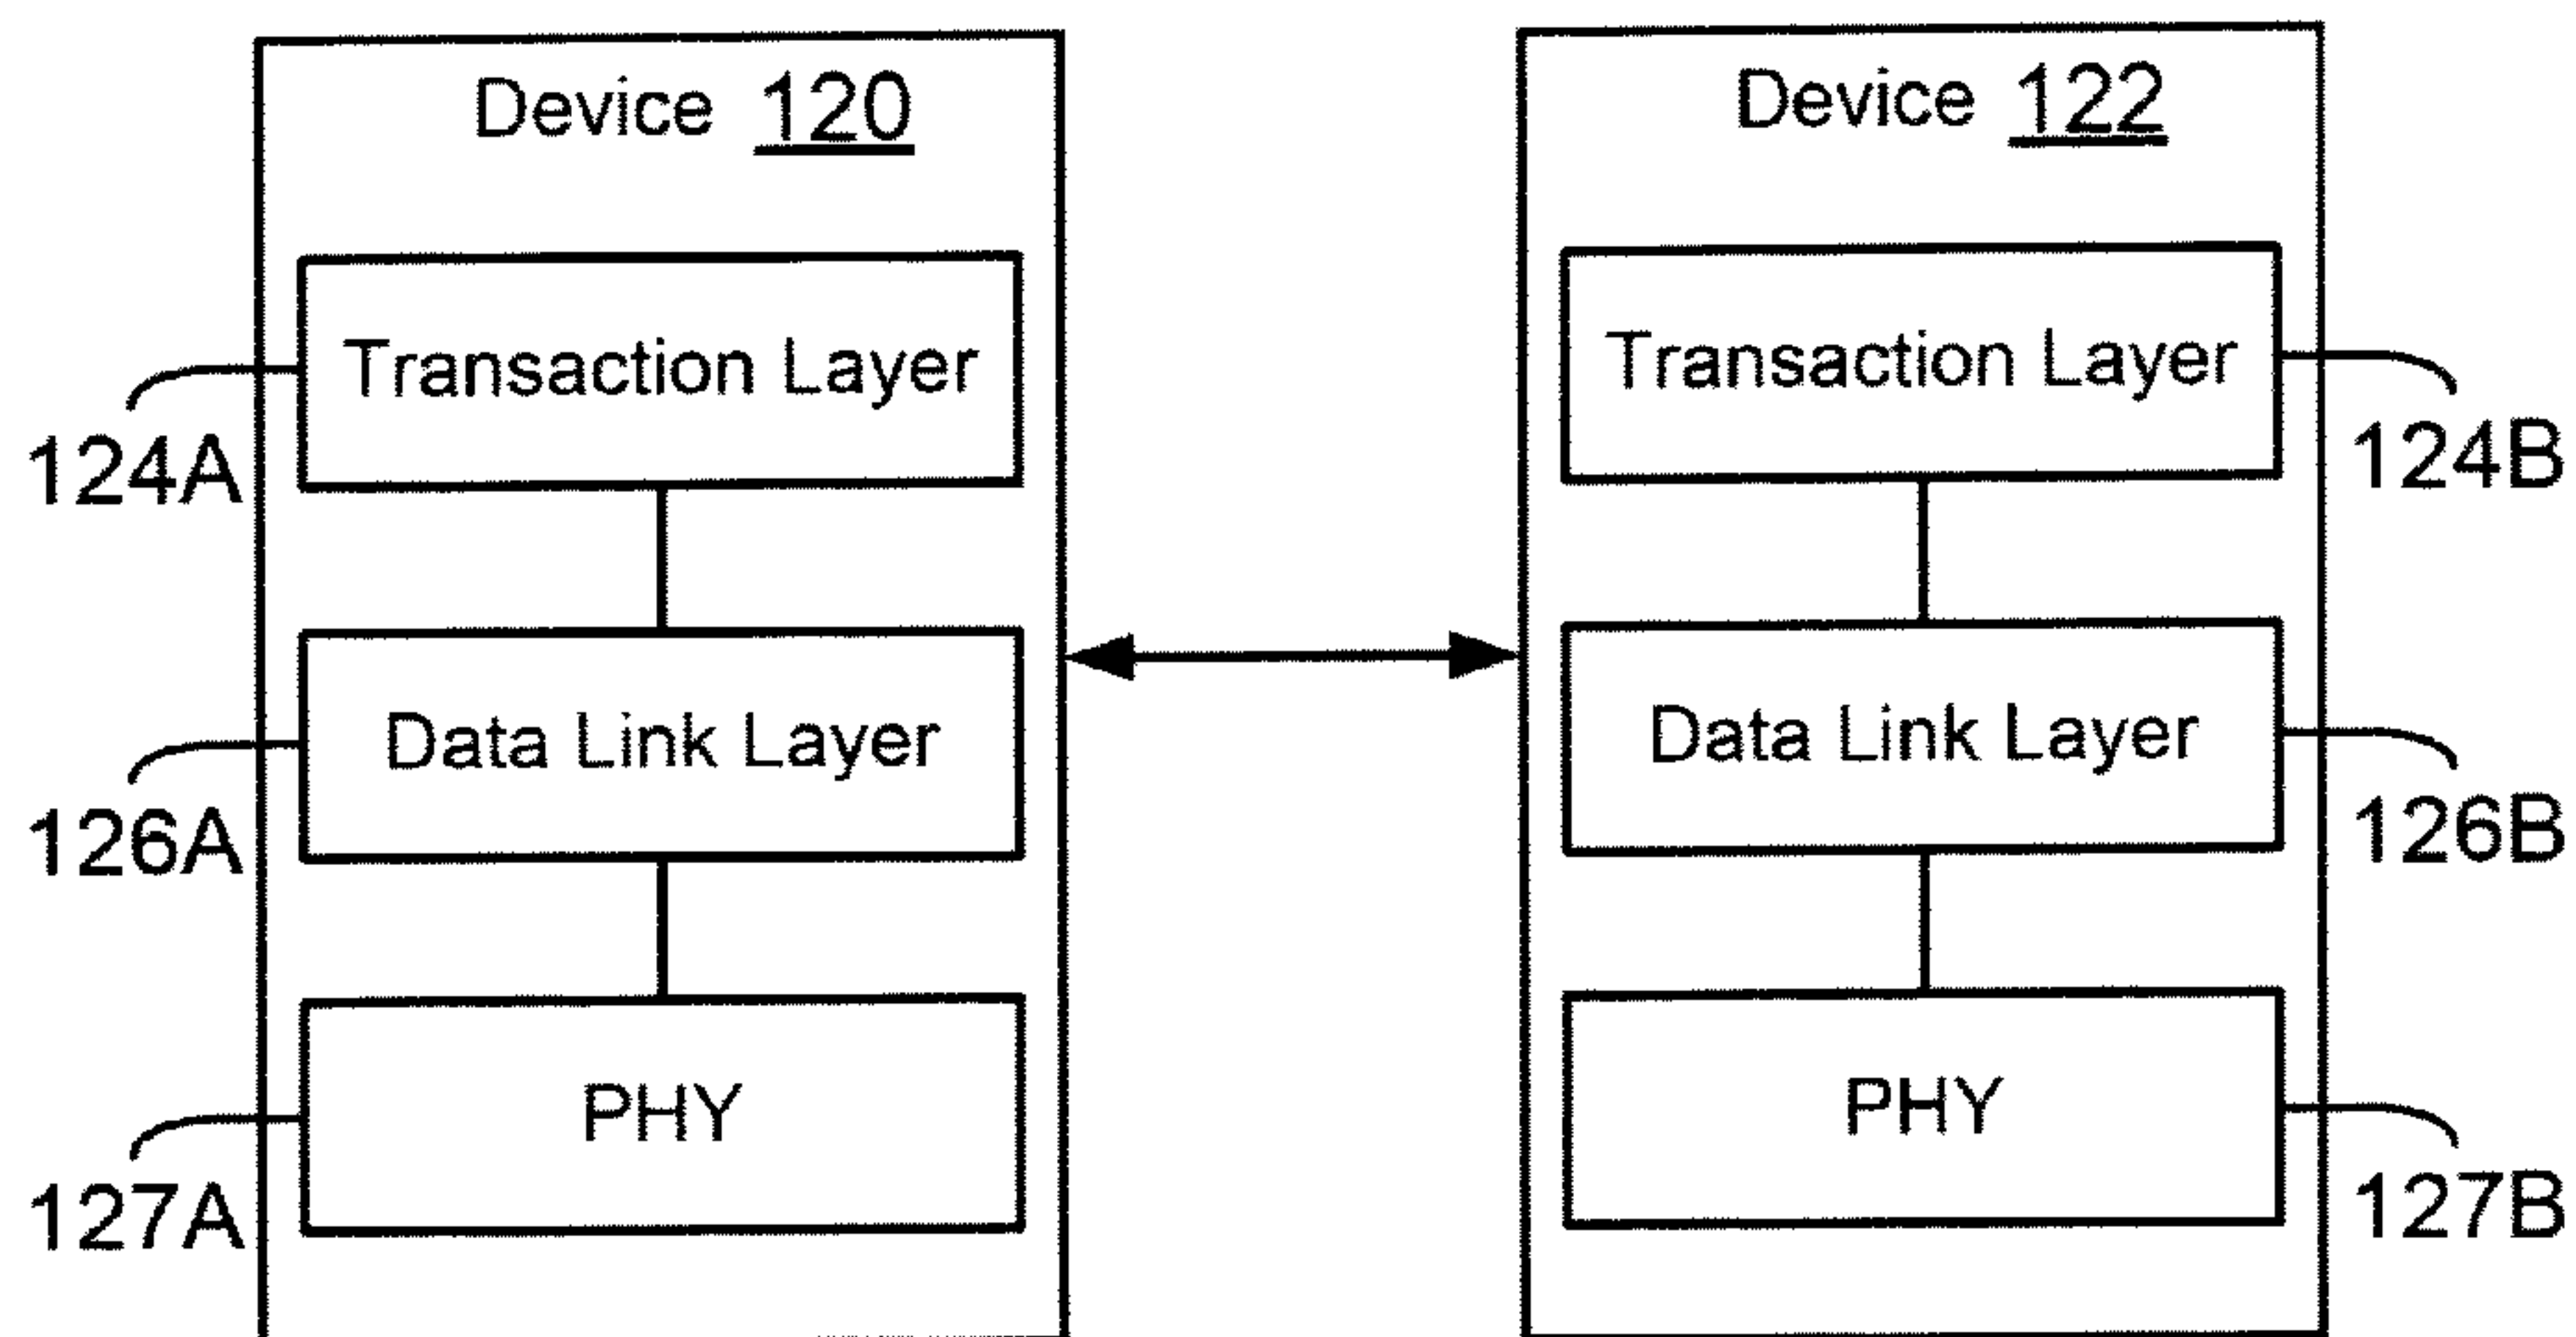 Device 120
Transaction Layer
124A
Data Link Layer
126A
PHY
127A
Device 122
Transaction Layer
124B
Data Link Layer
126B
PHY
127B